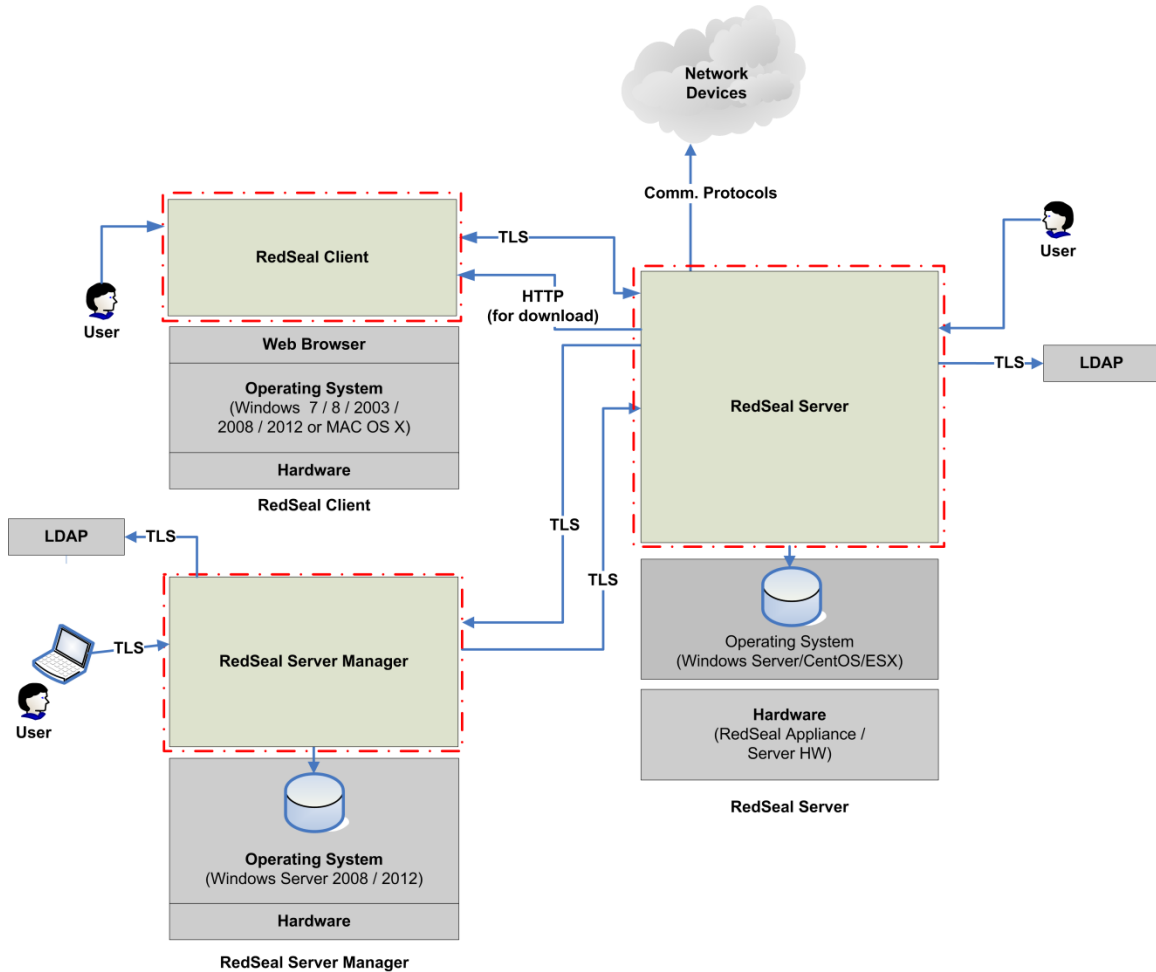 Network
Devices
Comm. Protocols
RedSeal Client
TLS
User
User
HTTP
(for download)
Web Browser
Operating System
(Windows 7 / 8 / 2003 /
2008 / 2012 or MAC OS X)
Hardware
RedSeal Client
RedSeal Server
TLS
LDAP
LDAP
TLS
TLS
TLS
TLS
RedSeal Server Manager
User
Operating System
(Windows Server/CentOS/ESX)
Hardware
(RedSeal Appliance /
Server HW)
RedSeal Server
Operating System
(Windows Server 2008 / 2012)
Hardware
RedSeal Server Manager